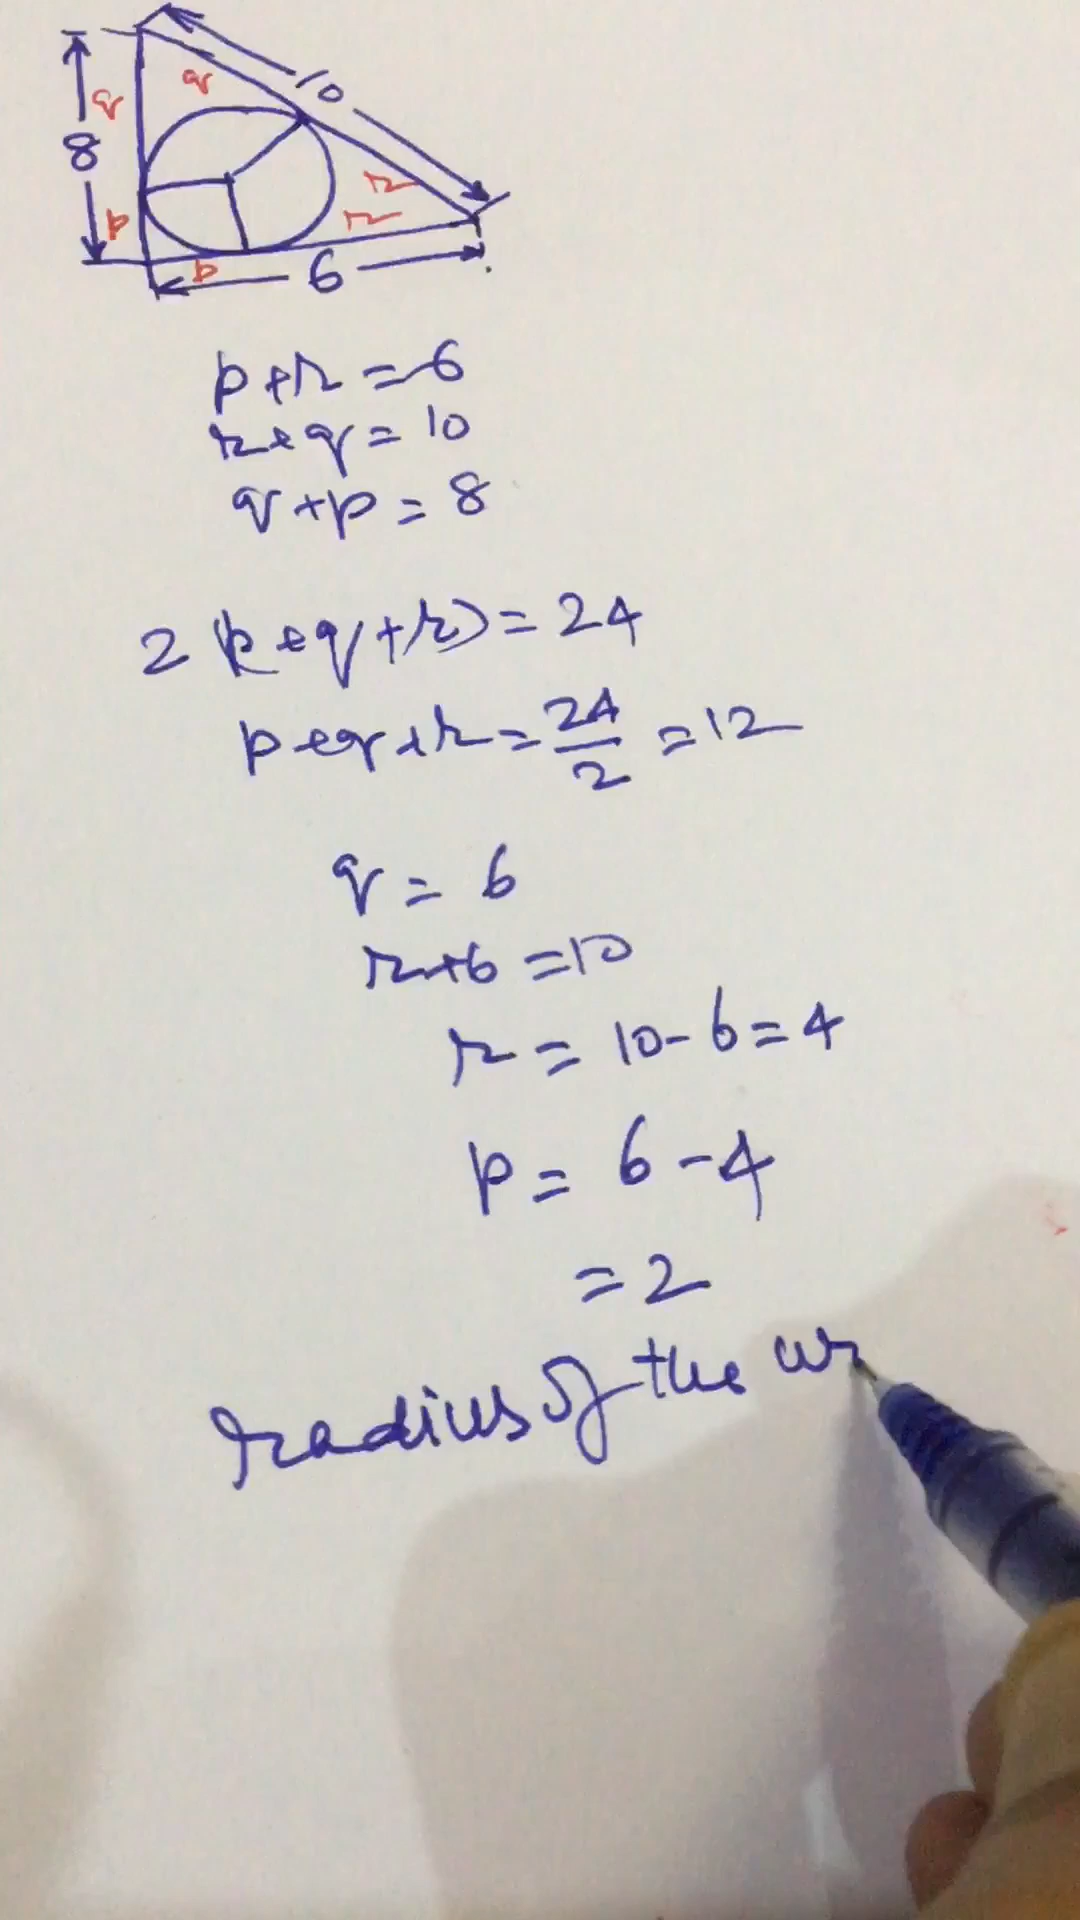 10
q
q
8
r
r
p
p
6
p+r=6
r+q=10
q+p=8
2(p+q+r)=24
p+q+r=24/2=12
q=6
r+6=10
r=10-6=4
p=6-4
=2
radius of the